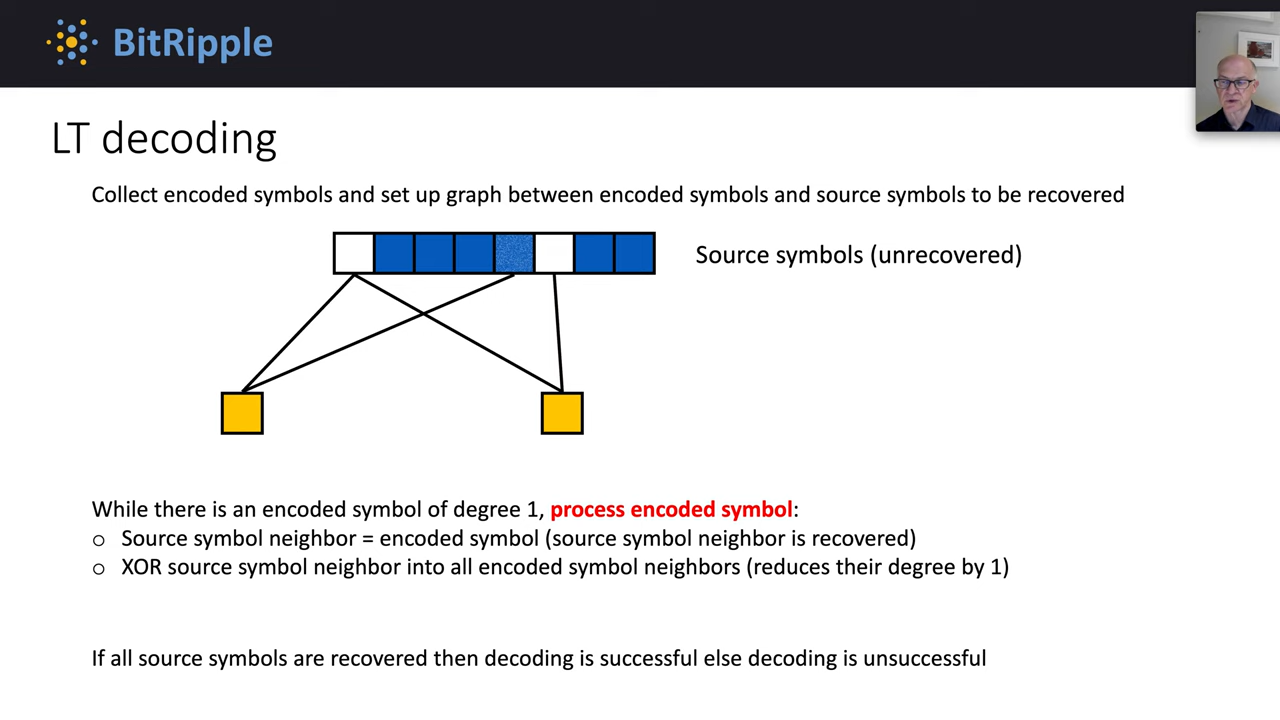 BitRipple
LT decoding
Collect encoded symbols and set up graph between encoded symbols and source symbols to be recovered
Source symbols (unrecovered)
While there is an encoded symbol of degree 1, process encoded symbol:
o Source symbol neighbor = encoded symbol (source symbol neighbor is recovered)
o XOR source symbol neighbor into all encoded symbol neighbors (reduces their degree by 1)
If all source symbols are recovered then decoding is successful else decoding is unsuccessful